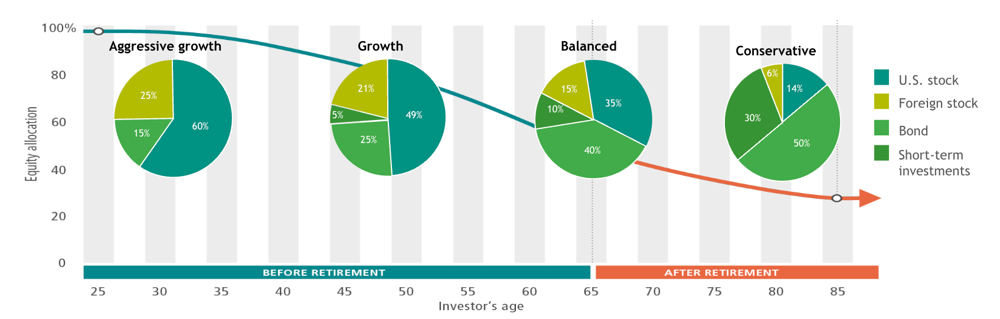 100%
80
60
40
20
0
Equity allocation
Aggressive growth
25%
15%
60%
Growth
21%
5%
25%
49%
Balanced
15%
10%
35%
40%
Conservative
6%
14%
30%
50%
U.S. stock
Foreign stock
Bond
Short-term
investments
BEFORE RETIREMENT
AFTER RETIREMENT
25 30 35 40 45 50 55 60 65 70 75 80 85
Investor's age